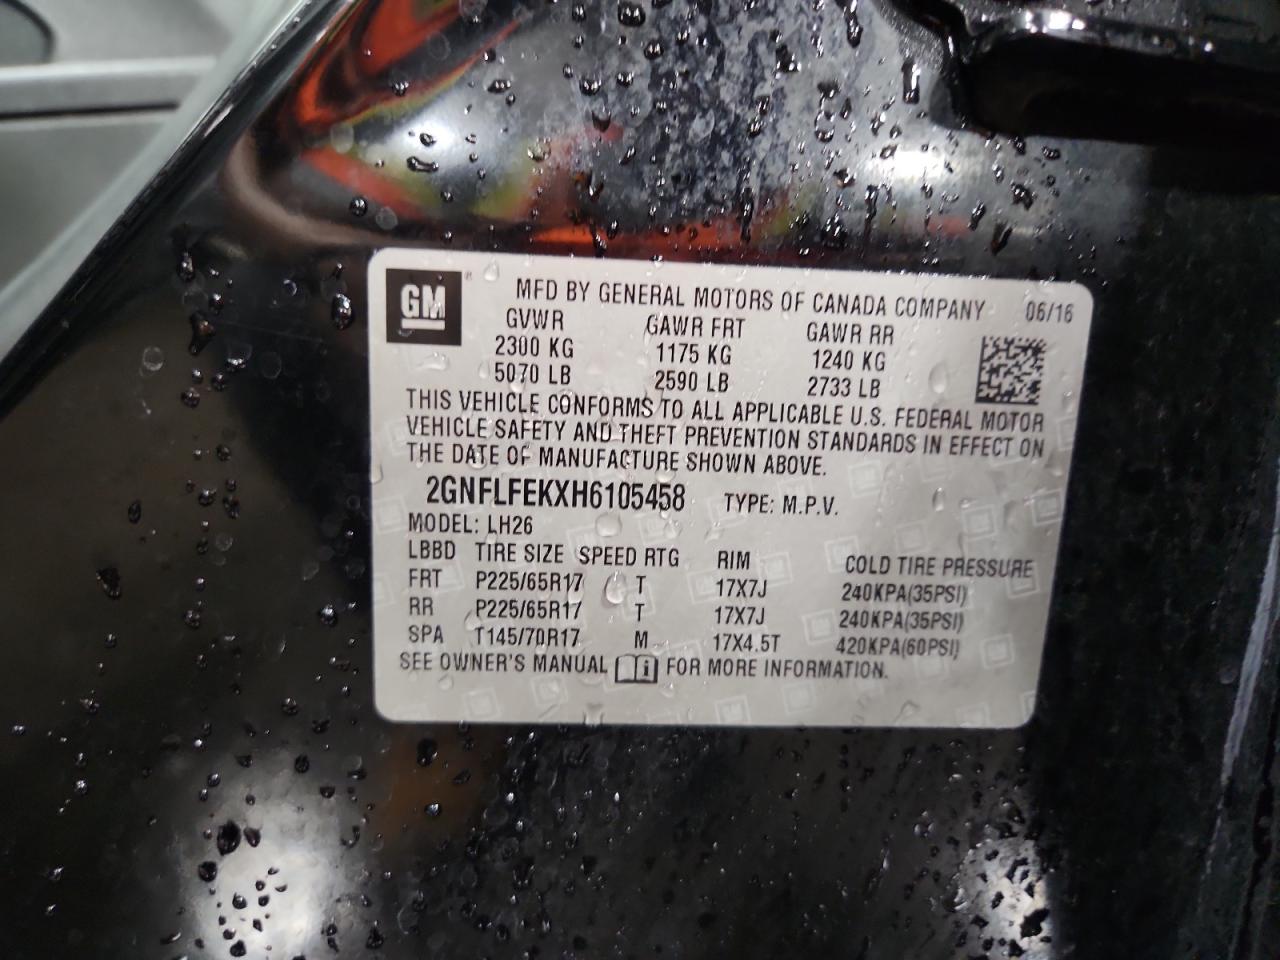 GM
MFD BY GENERAL MOTORS OF CANADA COMPANY 06/16
GVWR GAWR FRT GAWR RR
2300 KG 1175 KG 1240 KG
5070 LB 2590 LB 2733 LB
THIS VEHICLE CONFORMS TO ALL APPLICABLE U.S. FEDERAL MOTOR
VEHICLE SAFETY AND THEFT PREVENTION STANDARDS IN EFFECT ON
THE DATE OF MANUFACTURE SHOWN ABOVE.
2GNFLFEKXH6105458 TYPE: M.P.V.
MODEL: LH26
LBBD TIRE SIZE SPEED RTG RIM COLD TIRE PRESSURE
FRT P225/65R17 T 17X7J 240KPA(35PSI)
RR P225/65R17 T 17X7J 240KPA(35PSI)
SPA T145/70R17 M 17X4.5T 420KPA(60PSI)
SEE OWNER'S MANUAL FOR MORE INFORMATION.